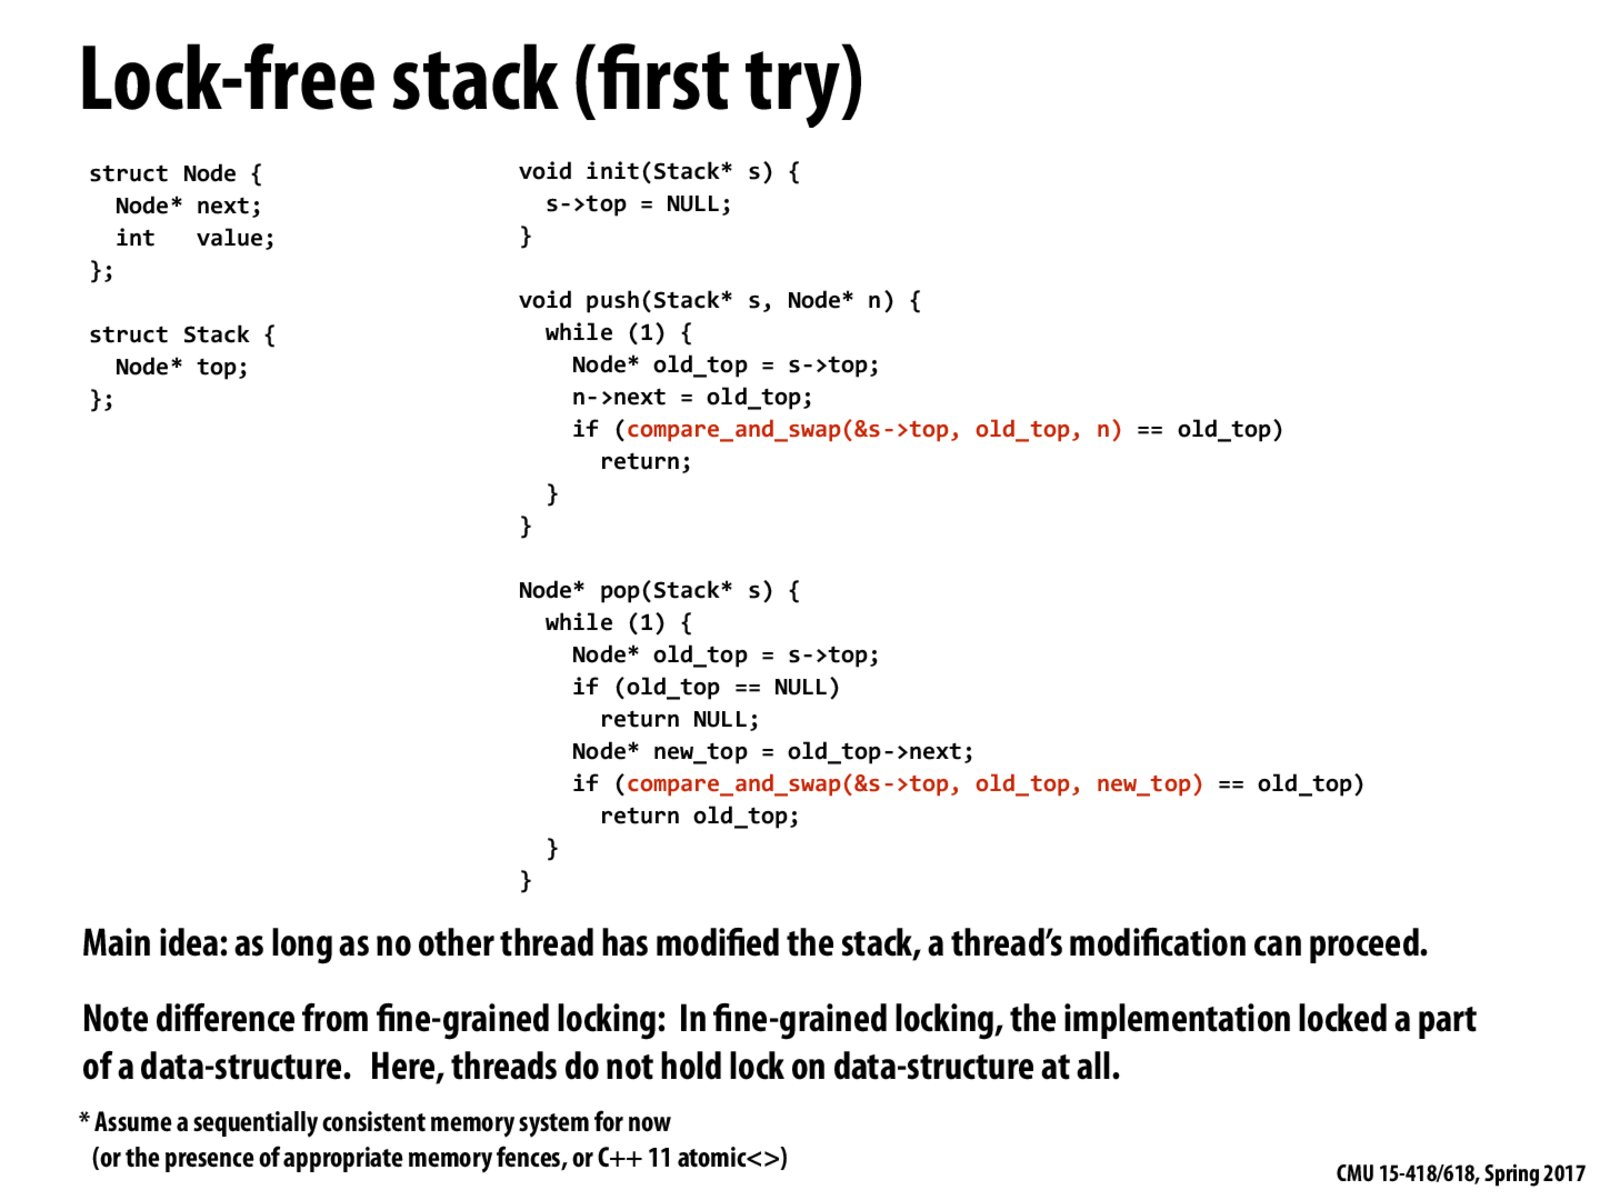 Lock-free stack (first try)
struct Node {
  Node* next;
  int   value;
};
struct Stack {
  Node* top;
};
void init(Stack* s) {
  s->top = NULL;
}
void push(Stack* s, Node* n) {
  while (1) {
    Node* old_top = s->top;
    n->next = old_top;
    if (compare_and_swap(&s->top, old_top, n) == old_top)
      return;
  }
}
Node* pop(Stack* s) {
  while (1) {
    Node* old_top = s->top;
    if (old_top == NULL)
      return NULL;
    Node* new_top = old_top->next;
    if (compare_and_swap(&s->top, old_top, new_top) == old_top)
      return old_top;
  }
}
Main idea: as long as no other thread has modified the stack, a thread’s modification can proceed.
Note difference from fine-grained locking:  In fine-grained locking, the implementation locked a part
of a data-structure.   Here, threads do not hold lock on data-structure at all.
* Assume a sequentially consistent memory system for now
(or the presence of appropriate memory fences, or C++ 11 atomic<>)
CMU 15-418/618, Spring 2017